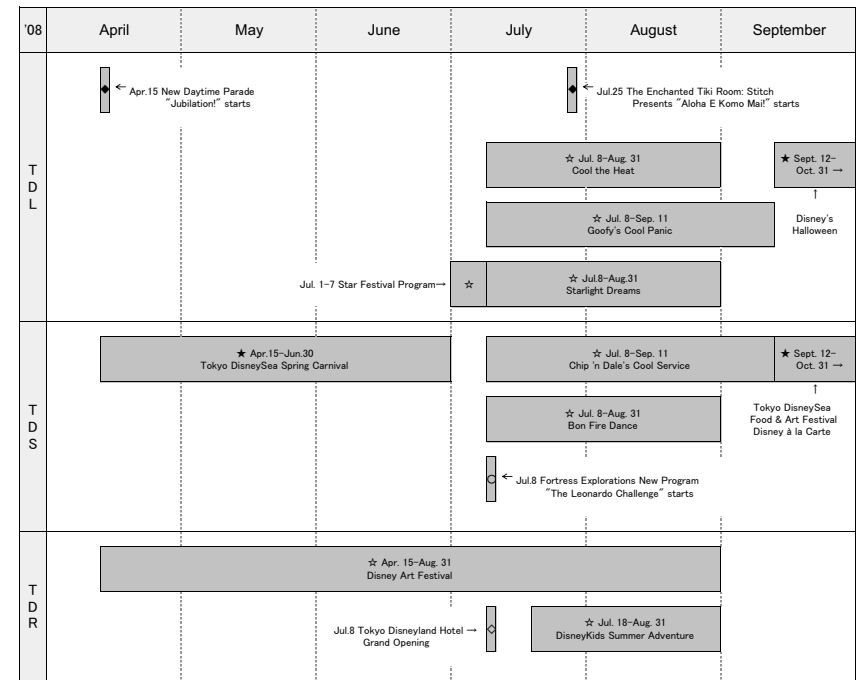 '08 April May June July August September
T
D
L
← Apr.15 New Daytime Parade
"Jubilation!" starts
← Jul.25 The Enchanted Tiki Room: Stitch
Presents "Aloha E Komo Mai!" starts
☆ Jul. 8-Aug. 31
Cool the Heat
★ Sept. 12-
Oct. 31 →
↑
Disney's
Halloween
☆ Jul. 8-Sep. 11
Goofy's Cool Panic
Jul. 1-7 Star Festival Program→ ☆
☆ Jul.8-Aug.31
Starlight Dreams
T
D
S
★ Apr.15-Jun.30
Tokyo DisneySea Spring Carnival
☆ Jul. 8-Sep. 11
Chip 'n Dale's Cool Service
★ Sept. 12-
Oct. 31 →
↑
Tokyo DisneySea
Food & Art Festival
Disney à la Carte
☆ Jul. 8-Aug. 31
Bon Fire Dance
← Jul.8 Fortress Explorations New Program
"The Leonardo Challenge" starts
T
D
R
☆ Apr. 15-Aug. 31
Disney Art Festival
Jul.8 Tokyo Disneyland Hotel →
Grand Opening
☆ Jul. 18-Aug. 31
DisneyKids Summer Adventure